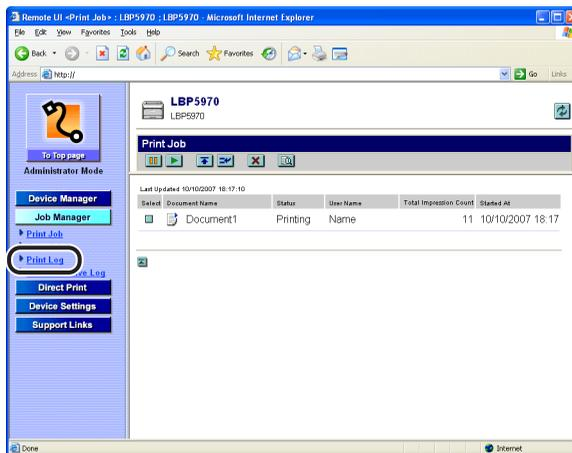 Remote UI <Print Job> : LBP5970 ; LBP5970 - Microsoft Internet Explorer
File Edit View Favorites Tools Help
Back Search Favorites
Address http:// Go Links
LBP5970
LBP5970
To Top page
Administrator Mode
Print Job
Last Updated 10/10/2007 18:17:10
Select Document Name Status User Name Total Impression Count Started At
Document1 Printing Name 11 10/10/2007 18:17
Device Manager
Job Manager
Print Job
Print Log
Log
Direct Print
Device Settings
Support Links
Done Internet